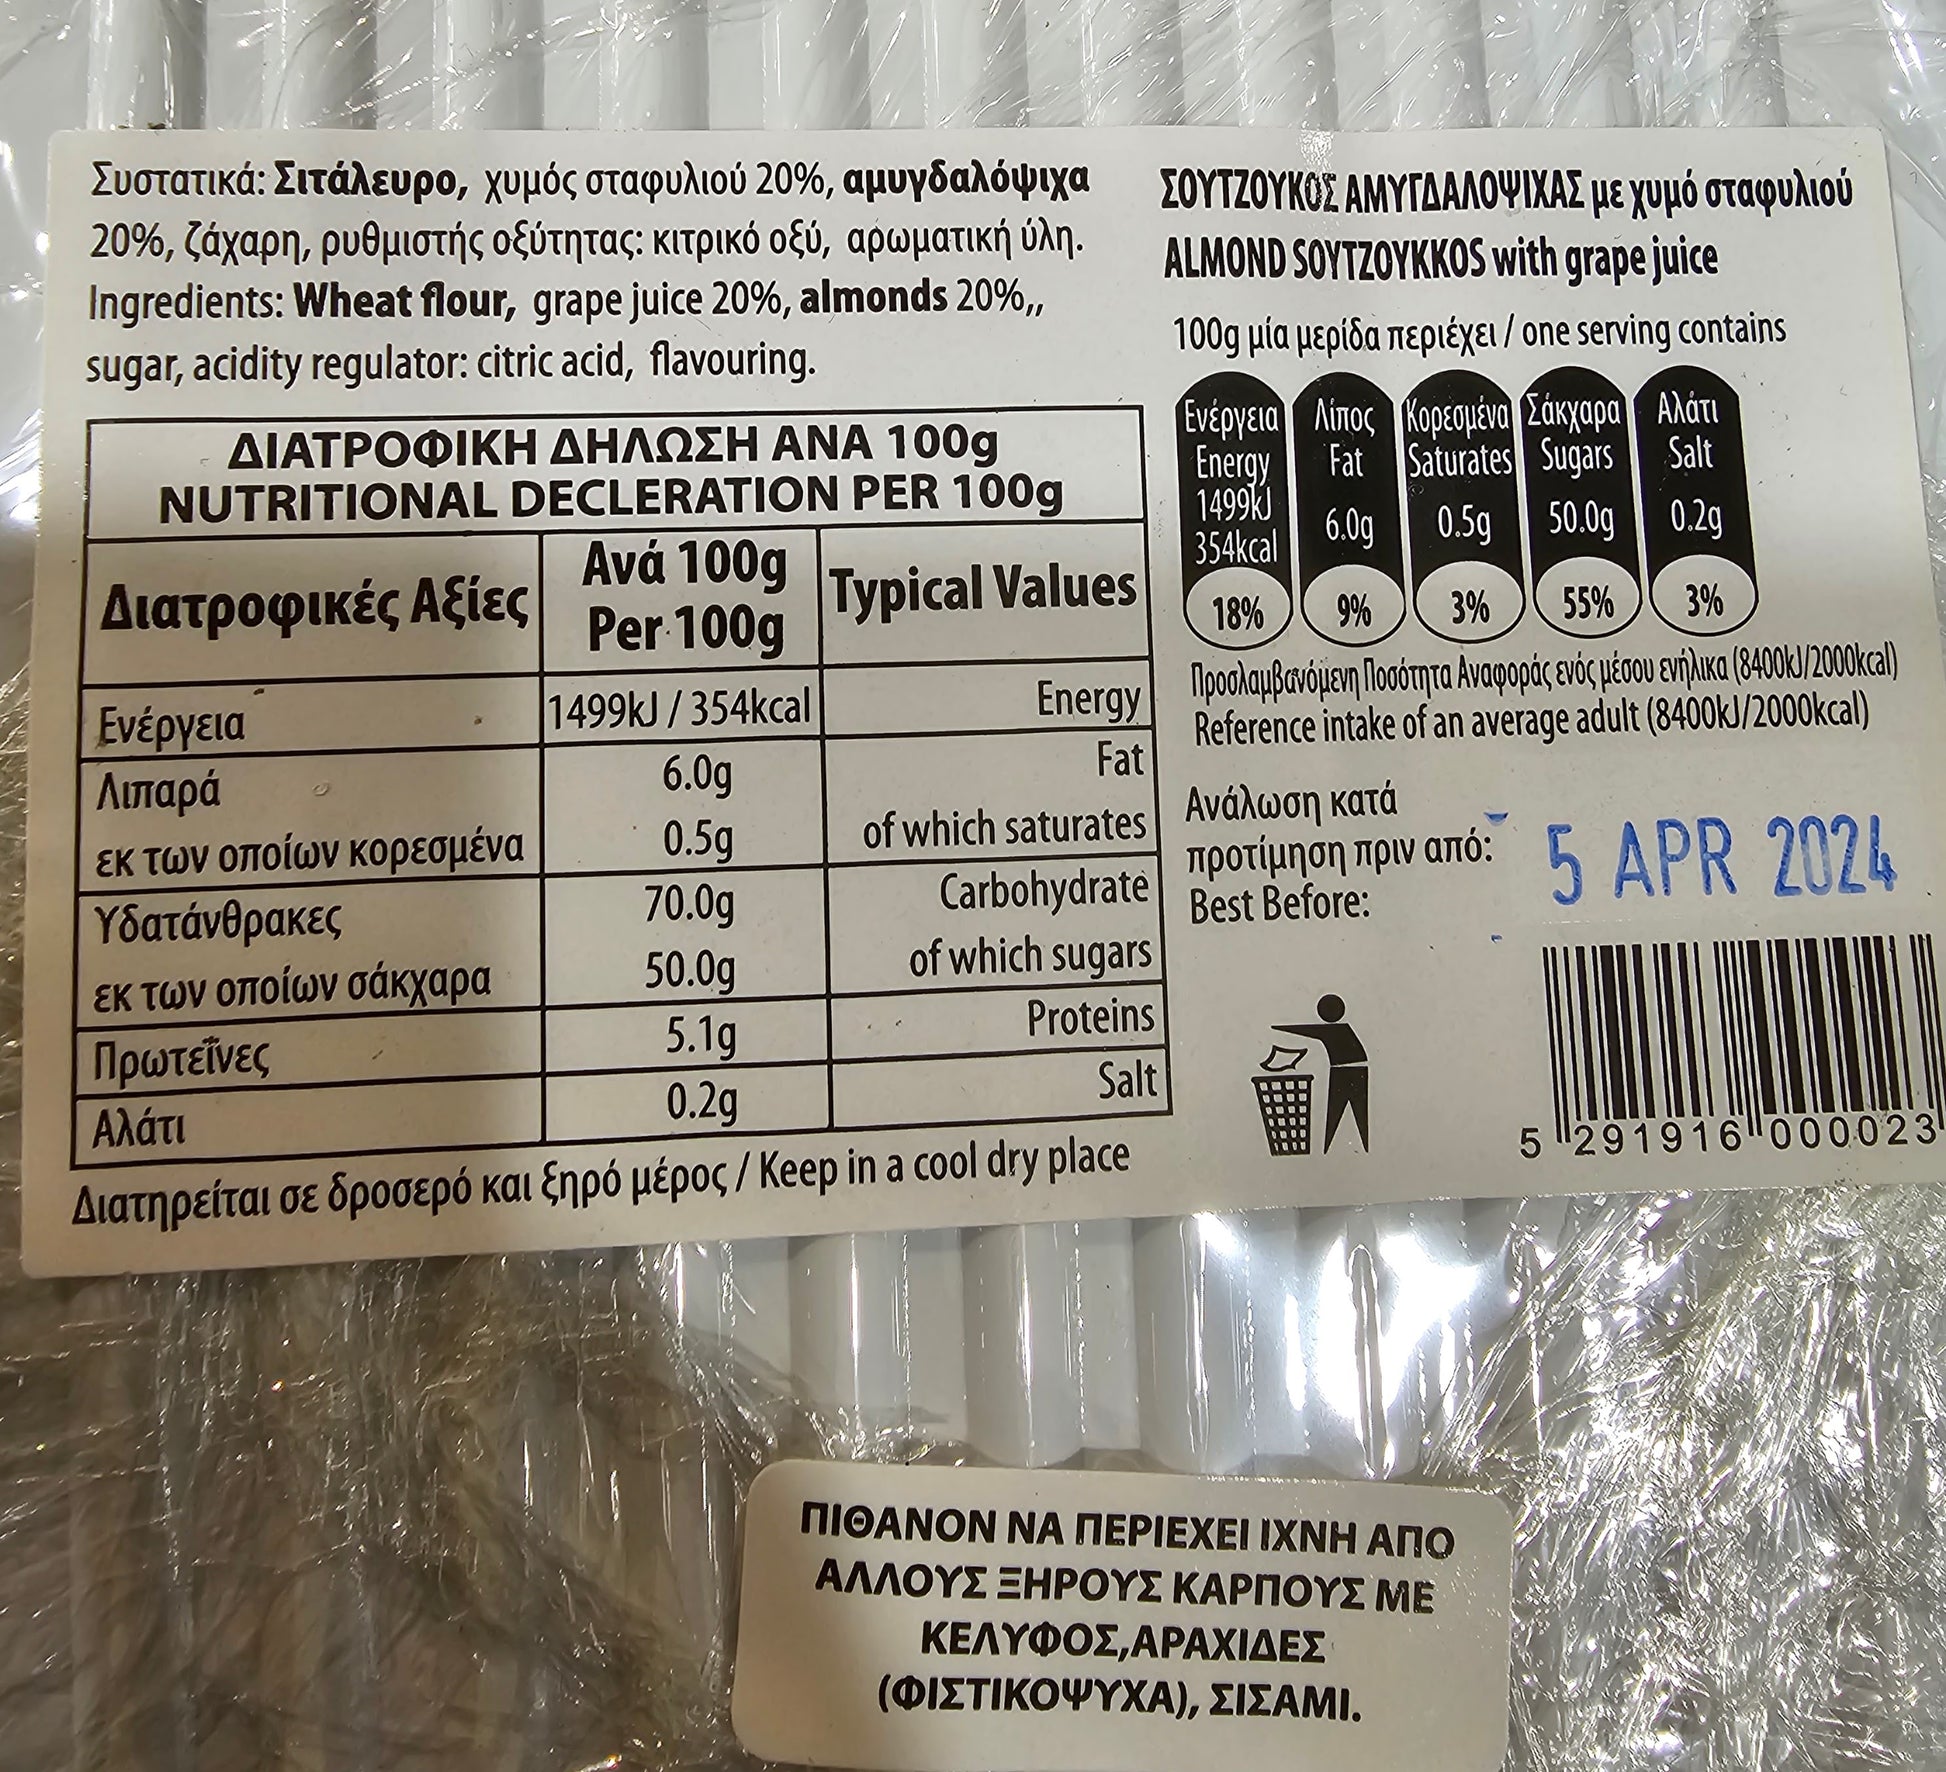 Συστατικά: Σιτάλευρο, χυμός σταφυλιού 20%, αμυγδαλόψιχα
20%, ζάχαρη, ρυθμιστής οξύτητας: κιτρικό οξύ, αρωματική ύλη.
Ingredients: Wheat flour, grape juice 20%, almonds 20%,,
sugar, acidity regulator: citric acid, flavouring.
ΔΙΑΤΡΟΦΙΚΗ ΔΗΛΩΣΗ ΑΝΑ 100g
NUTRITIONAL DECLERATION PER 100g
Διατροφικές Αξίες Ανά 100g Per 100g Typical Values
Ενέργεια 1499kJ / 354kcal Energy
Λιπαρά 6.0g Fat
εκ των οποίων κορεσμένα 0.5g of which saturates
Υδατάνθρακες 70.0g Carbohydrate
εκ των οποίων σάκχαρα 50.0g of which sugars
Πρωτεΐνες 5.1g Proteins
Αλάτι 0.2g Salt
Διατηρείται σε δροσερό και ξηρό μέρος / Keep in a cool dry place
ΣΟΥΤΖΟΥΚΟΣ ΑΜΥΓΔΑΛΟΨΙΧΑΣ με χυμό σταφυλιού
ALMOND SOYTZOYKKOS with grape juice
100g μία μερίδα περιέχει / one serving contains
Ενέργεια Λίπος Κορεσμένα Σάκχαρα Αλάτι
Energy Fat Saturates Sugars Salt
1499kJ
354kcal 6.0g 0.5g 50.0g 0.2g
18% 9% 3% 55% 3%
Προσλαμβανόμενη Ποσότητα Αναφοράς ενός μέσου ενήλικα (8400kJ/2000kcal)
Reference intake of an average adult (8400kJ/2000kcal)
Ανάλωση κατά
προτίμηση πριν από:
Best Before:
5 APR 2024
5 291916 000023
ΠΙΘΑΝΟΝ ΝΑ ΠΕΡΙΕΧΕΙ ΙΧΝΗ ΑΠΟ
ΑΛΛΟΥΣ ΞΗΡΟΥΣ ΚΑΡΠΟΥΣ ΜΕ
ΚΕΛΥΦΟΣ,ΑΡΑΧΙΔΕΣ
(ΦΙΣΤΙΚΟΨΥΧΑ), ΣΙΣΑΜΙ.